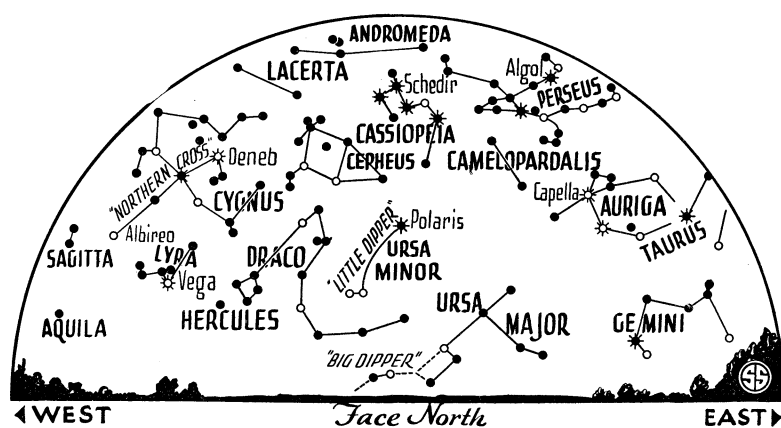 ANDROMEDA
LACERTA
Schedir
Algol
PERSEUS
CASSIOPEIA
CEPHEUS
CAMELOPARDALIS
"NORTHERN CROSS"
Deneb
CYGNUS
Capella
AURIGA
TAURUS
Albireo
SAGITTA
LYRA
Vega
DRACO
"LITTLE DIPPER"
Polaris
URSA
MINOR
HERCULES
AQUILA
URSA
MAJOR
GEMINI
"BIG DIPPER"
SS
WEST
Face North
EAST